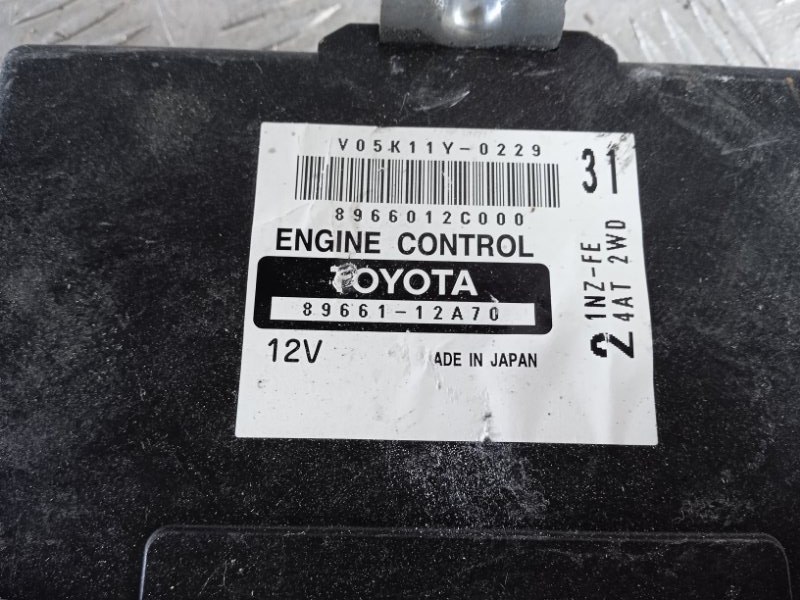 V05K11Y-0229
8966012C000
ENGINE CONTROL
TOYOTA
89661-12A70
12V
ADE IN JAPAN
31
1NZ-FE
4AT 2WD
2